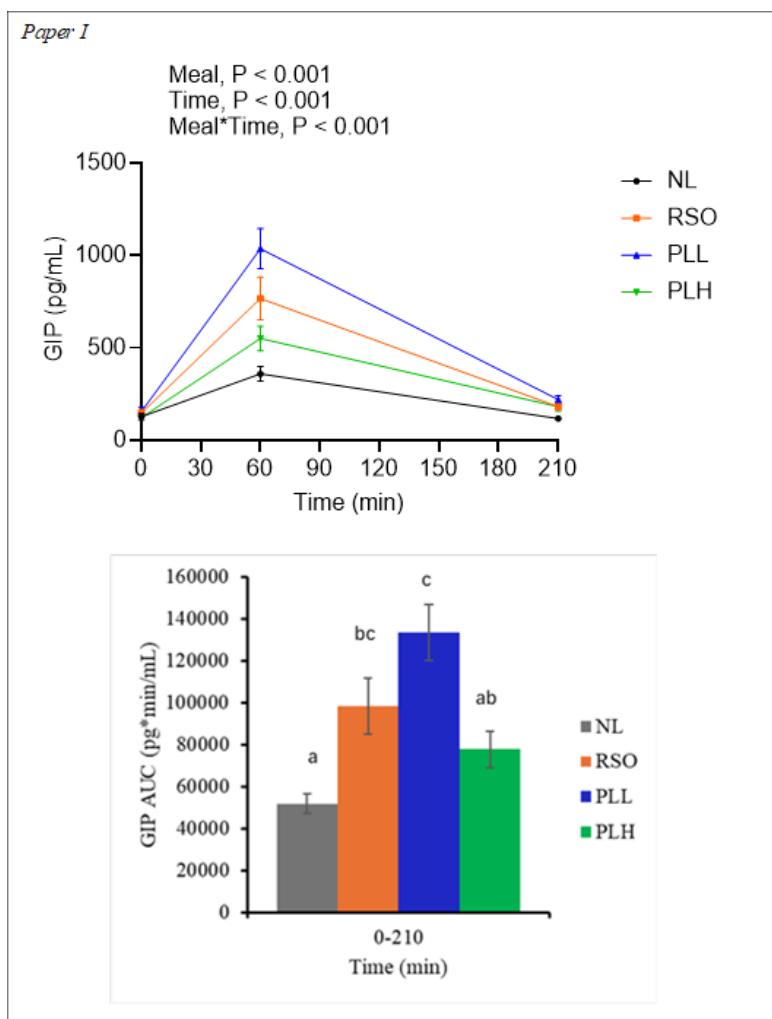 Paper I
Meal, P < 0.001
Time, P < 0.001
Meal*Time, P < 0.001
1500
1000
500
0
GIP (pg/mL)
0 30 60 90 120 150 180 210
Time (min)
NL
RSO
PLL
PLH
160000
140000
120000
100000
80000
60000
40000
20000
0
GIP AUC (pg*min/mL)
a
bc
c
ab
0-210
Time (min)
NL
RSO
PLL
PLH